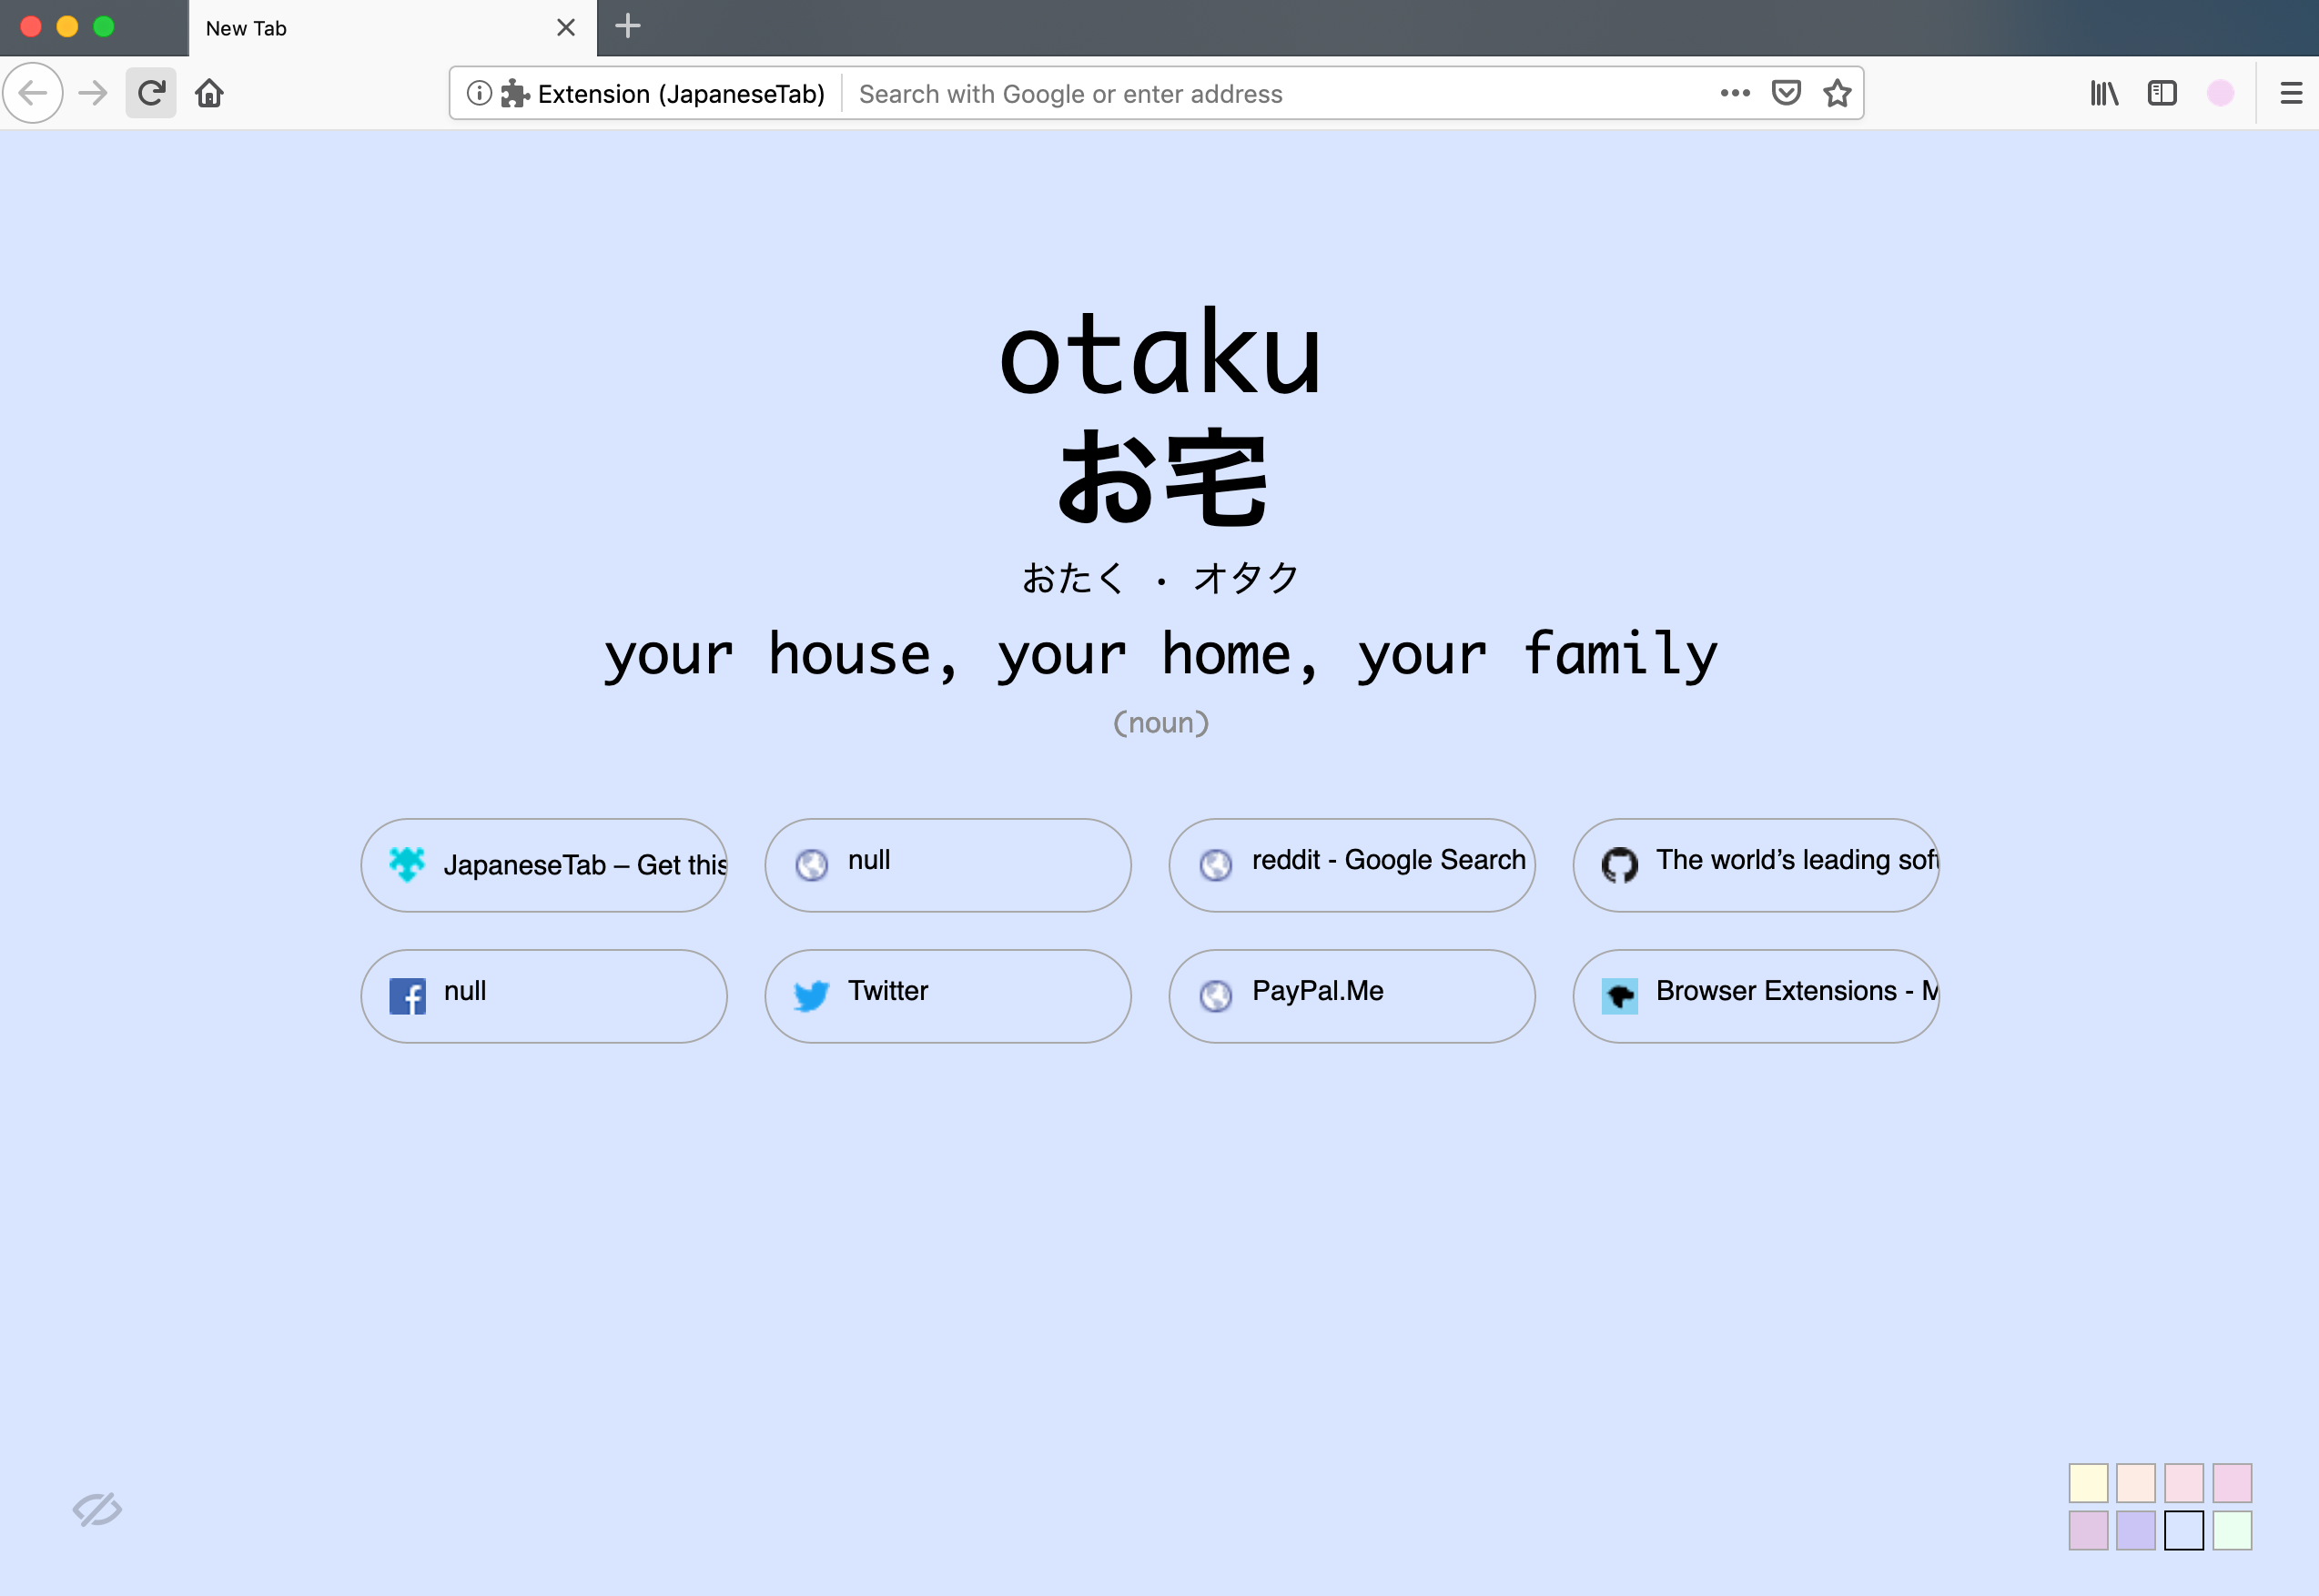 New Tab
Extension (JapaneseTab) Search with Google or enter address
otaku
お宅
おたく ・ オタク
your house, your home, your family
(noun)
JapaneseTab – Get this
null
reddit - Google Search
The world’s leading sof
null
Twitter
PayPal.Me
Browser Extensions - M